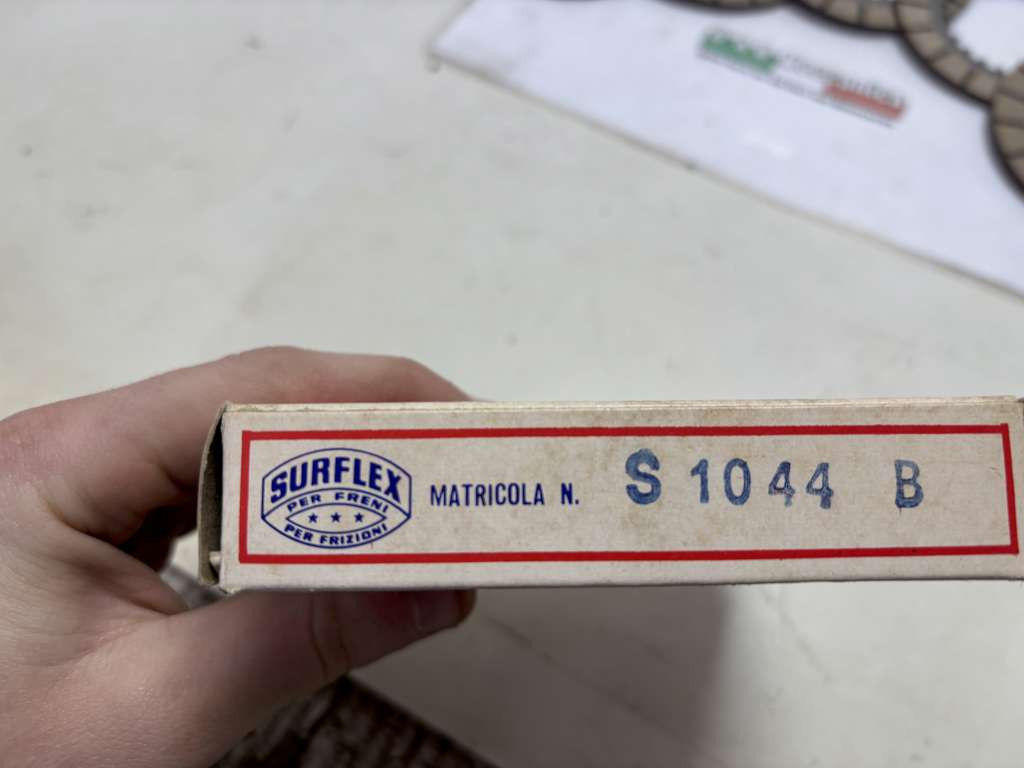 SURFLEX
PER FRENI
PER FRIZIONI
MATRICOLA N. S 1044 B